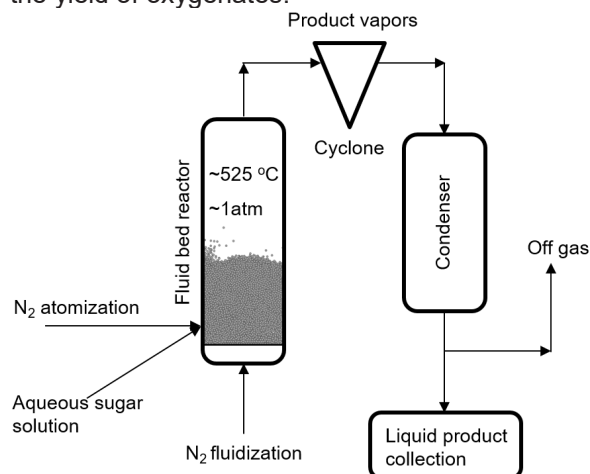 the yield of oxygenates.
Product vapors
Cyclone
~525 °C
~1atm
Fluid bed reactor
Condenser
Off gas
N₂ atomization
Aqueous sugar
solution
N₂ fluidization
Liquid product
collection